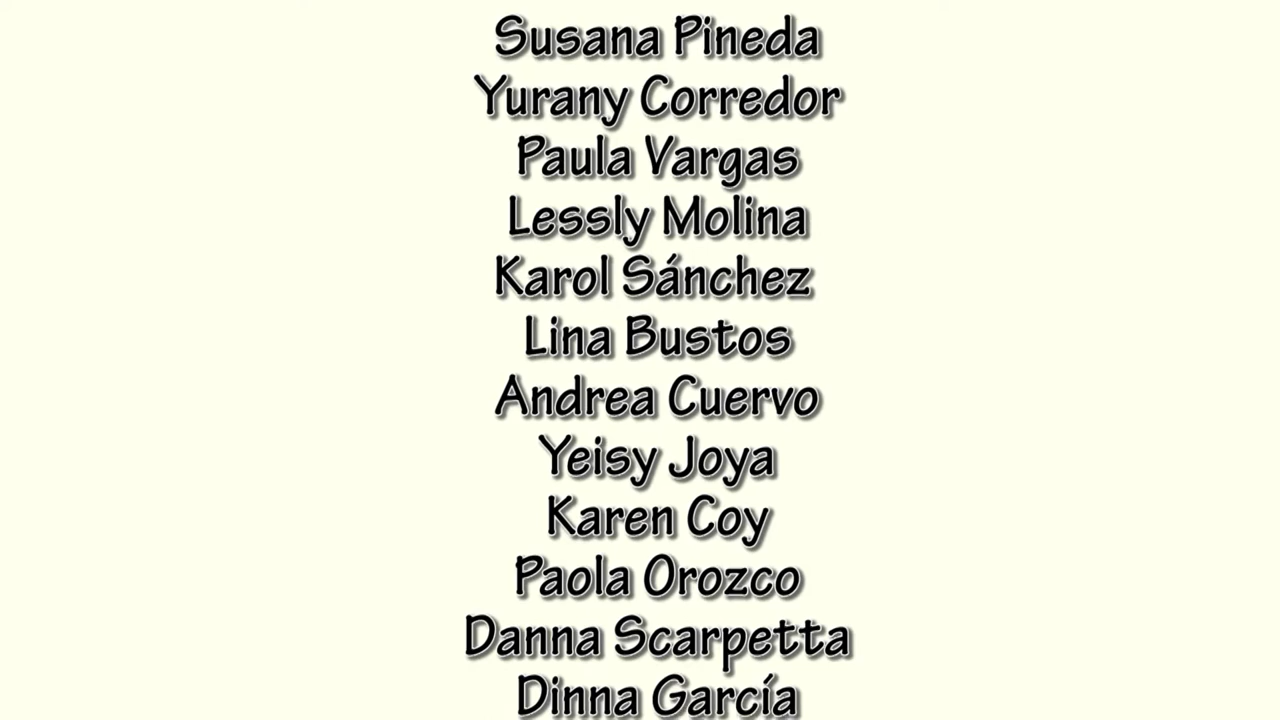 Susana Pineda
Yurany Corredor
Paula Vargas
Lessly Molina
Karol Sánchez
Lina Bustos
Andrea Cuervo
Yeisy Joya
Karen Coy
Paola Orozco
Danna Scarpetta
Dinna García